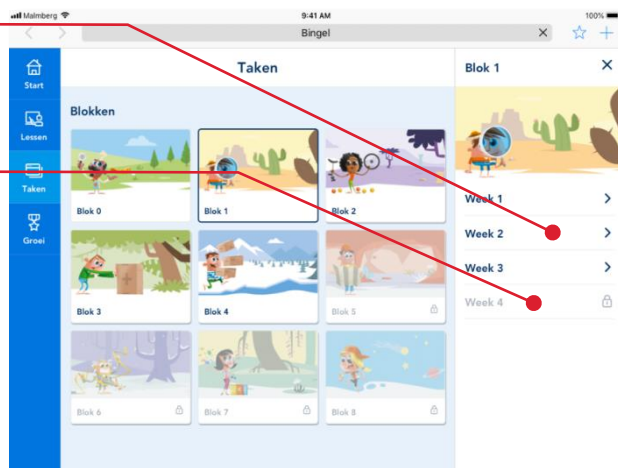 Malmberg 9:41 AM 100%
Bingel
Start
Lessen
Taken
Groei
Taken
Blokken
Blok 0
Blok 1
Blok 2
Blok 3
Blok 4
Blok 5
Blok 6
Blok 7
Blok 8
Blok 1
Week 1
Week 2
Week 3
Week 4